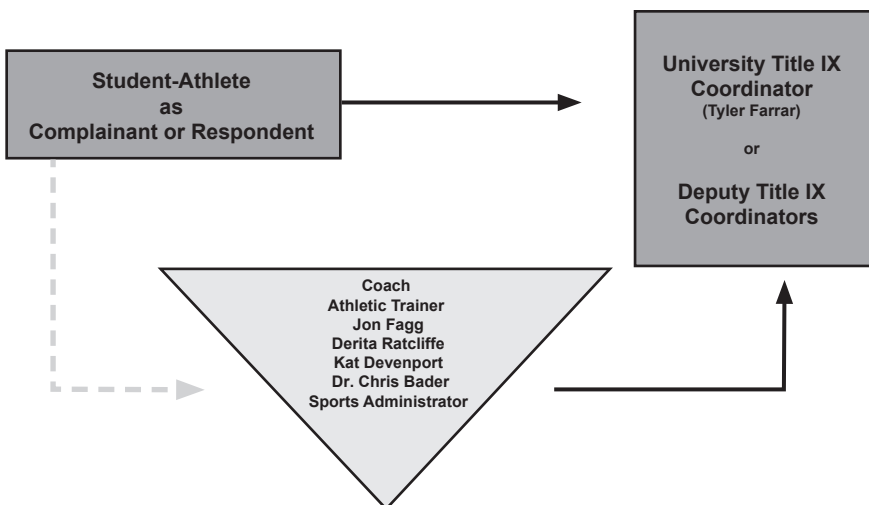 Student-Athlete
as
Complainant or Respondent
University Title IX
Coordinator
(Tyler Farrar)
or
Deputy Title IX
Coordinators
Coach
Athletic Trainer
Jon Fagg
Derita Ratcliffe
Kat Devenport
Dr. Chris Bader
Sports Administrator